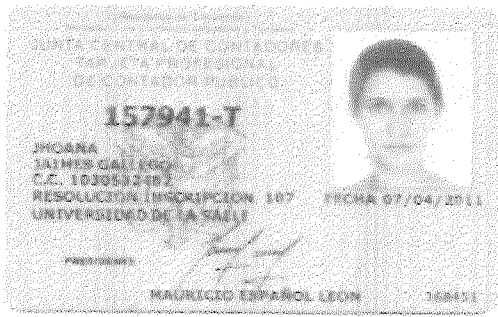 JUNTA CENTRAL DE CONTADORES
TARJETA PROFESIONAL
DE CONTADOR PUBLICO
157941-T
JHOANA
JAIMES GALLEGO
C.C.
RESOLUCION INSCRIPCION 107
FECHA 07/04/2011
UNIVERSIDAD DE LA SALLE
PRESIDENTE
MAURICIO ESPAÑOL LEON